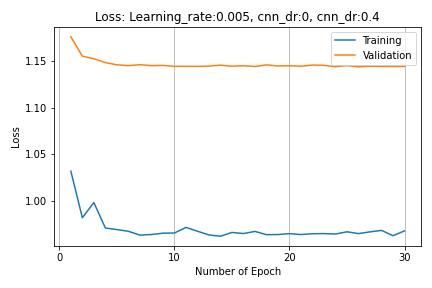 Loss: Learning_rate:0.005, cnn_dr:0, cnn_dr:0.4
Training
Validation
1.15
1.10
1.05
1.00
Loss
0 10 20 30
Number of Epoch